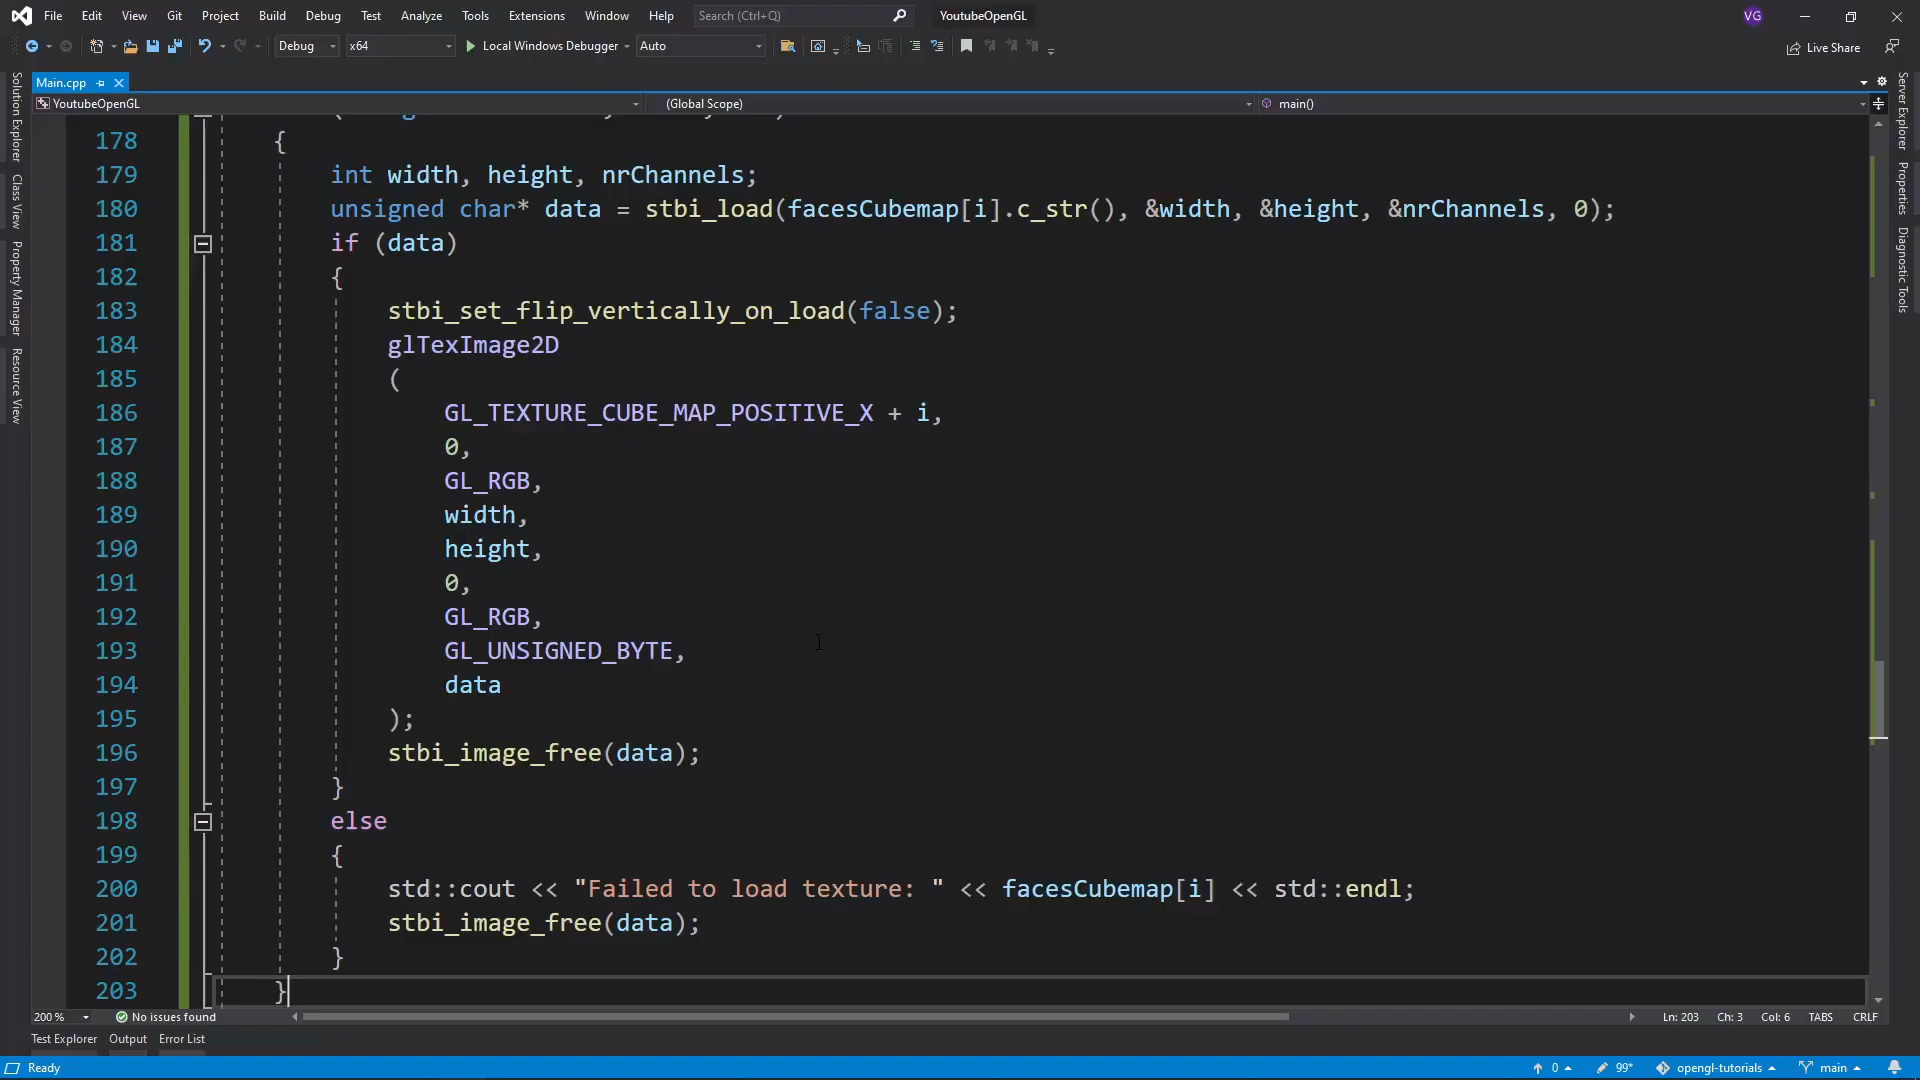 File Edit View Git Project Build Debug Test Analyze Tools Extensions Window Help Search (Ctrl+Q) YoutubeOpenGL VG
Debug x64 Local Windows Debugger Auto Live Share
Main.cpp
YoutubeOpenGL (Global Scope) main()
Solution Explorer
Class View
Property Manager
Resource View
178 {
179 int width, height, nrChannels;
180 unsigned char* data = stbi_load(facesCubemap[i].c_str(), &width, &height, &nrChannels, 0);
181 if (data)
182 {
183 stbi_set_flip_vertically_on_load(false);
184 glTexImage2D
185 (
186 GL_TEXTURE_CUBE_MAP_POSITIVE_X + i,
187 0,
188 GL_RGB,
189 width,
190 height,
191 0,
192 GL_RGB,
193 GL_UNSIGNED_BYTE,
194 data
195 );
196 stbi_image_free(data);
197 }
198 else
199 {
200 std::cout << "Failed to load texture: " << facesCubemap[i] << std::endl;
201 stbi_image_free(data);
202 }
203 }
Server Explorer
Properties
Diagnostic Tools
200 % No issues found Ln: 203 Ch: 3 Col: 6 TABS CRLF
Test Explorer Output Error List
Ready 0 99* opengl-tutorials main